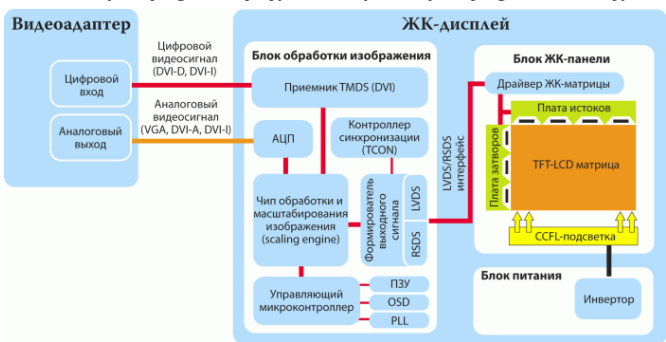 Видеоадаптер
ЖК-дисплей
Цифровой
видеосигнал
(DVI-D, DVI-I)
Цифровой
вход
Аналоговый
видеосигнал
(VGA, DVI-A, DVI-I)
Аналоговый
выход
Блок обработки изображения
Приемник TMDS (DVI)
АЦП
Контроллер
синхронизации
(TCON)
Чип обработки и
масштабирования
изображения
(scaling engine)
Формирователь
выходного
сигнала
LVDS
RSDS
Управляющий
микроконтроллер
ПЗУ
OSD
PLL
LVDS/RSDS
интерфейс
Блок ЖК-панели
Драйвер ЖК-матрицы
Плата истоков
Плата затворов
TFT-LCD матрица
CCFL-подсветка
Блок питания
Инвертор